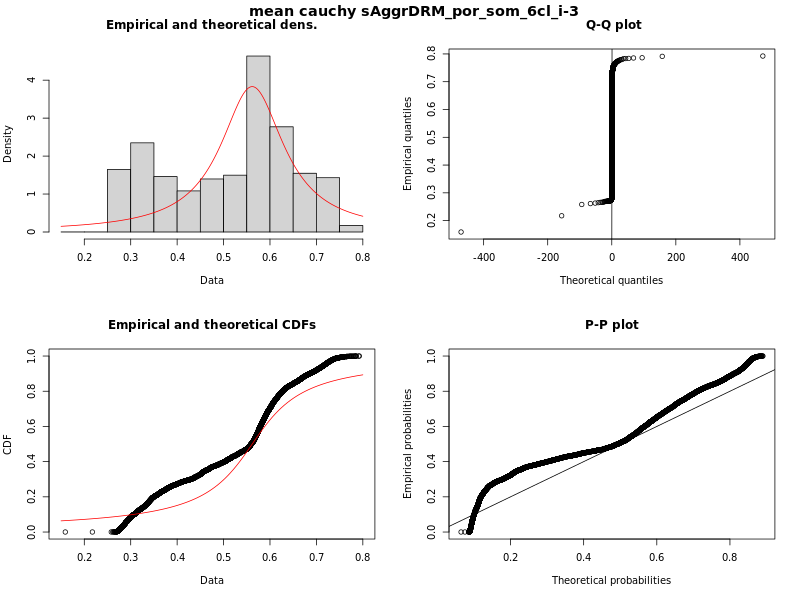 mean cauchy sAggrDRM_por_som_6cl_i-3
Empirical and theoretical dens.
Density
0 1 2 3 4
0.2 0.3 0.4 0.5 0.6 0.7 0.8
Data
Q-Q plot
Empirical quantiles
0.2 0.3 0.4 0.5 0.6 0.7 0.8
-400 -200 0 200 400
Theoretical quantiles
Empirical and theoretical CDFs
CDF
0.0 0.2 0.4 0.6 0.8 1.0
0.2 0.3 0.4 0.5 0.6 0.7 0.8
Data
P-P plot
Empirical probabilities
0.0 0.2 0.4 0.6 0.8 1.0
0.2 0.4 0.6 0.8
Theoretical probabilities